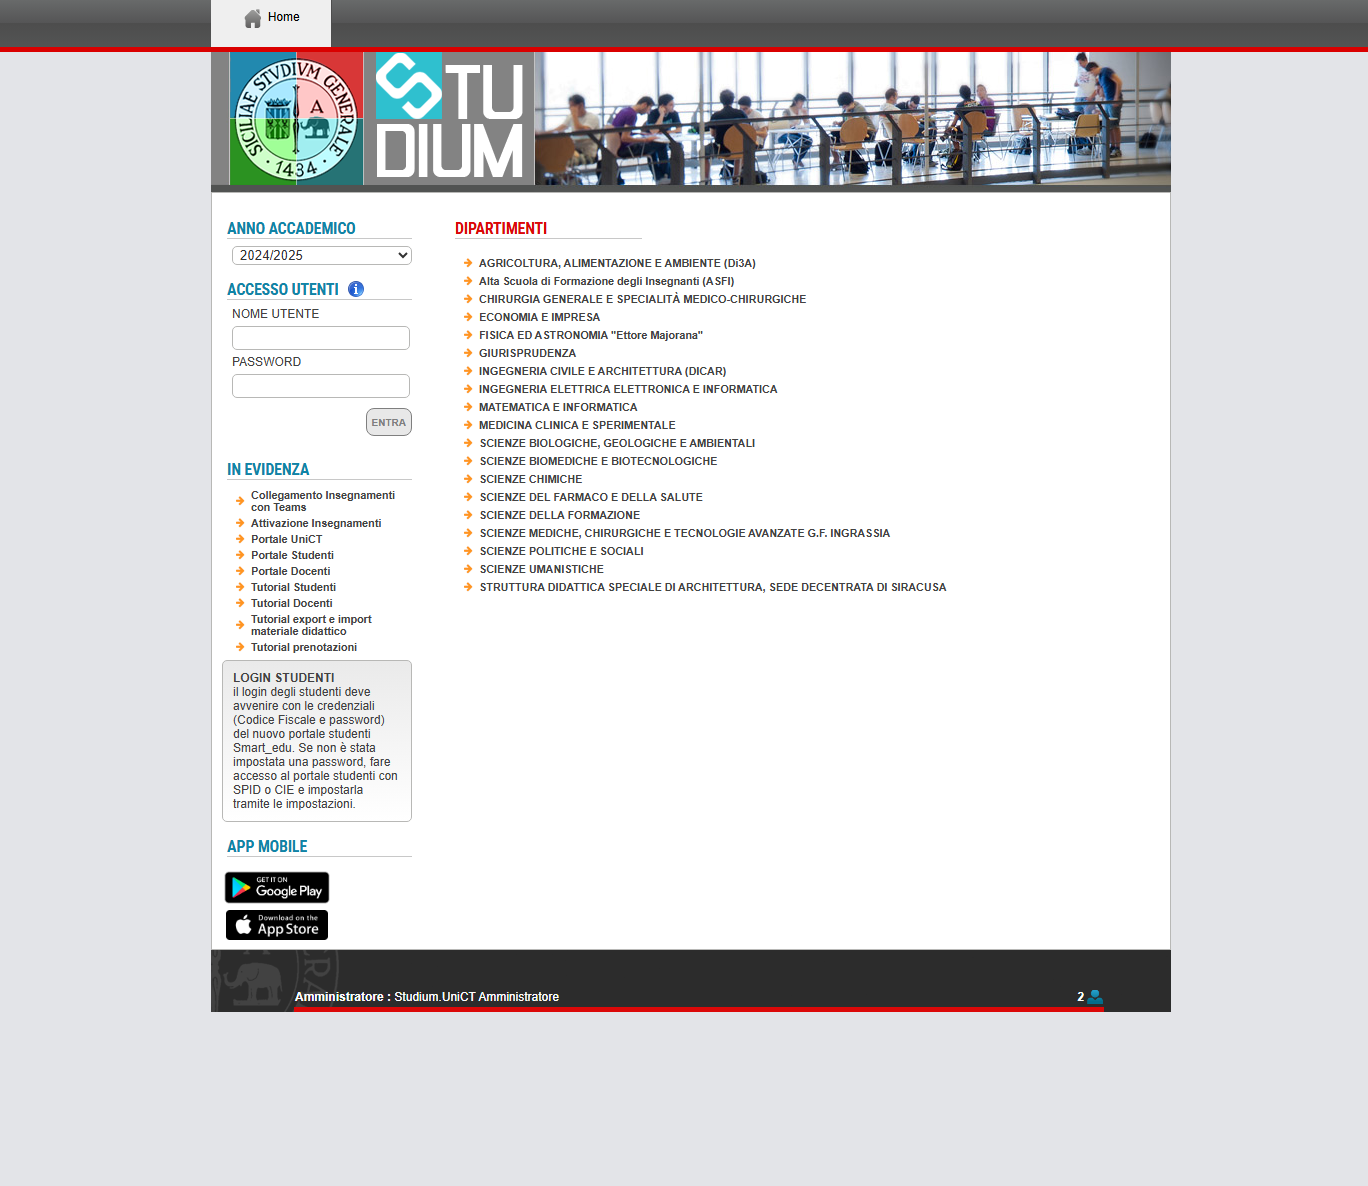 Home
SICILIAE STVDIVM GENERALE
1434
STU
DIUM
ANNO ACCADEMICO
2024/2025
ACCESSO UTENTI
NOME UTENTE
PASSWORD
ENTRA
IN EVIDENZA
Collegamento Insegnamenti
con Teams
Attivazione Insegnamenti
Portale UniCT
Portale Studenti
Portale Docenti
Tutorial Studenti
Tutorial Docenti
Tutorial export e import
materiale didattico
Tutorial prenotazioni
LOGIN STUDENTI
il login degli studenti deve
avvenire con le credenziali
(Codice Fiscale e password)
del nuovo portale studenti
Smart_edu. Se non è stata
impostata una password, fare
accesso al portale studenti con
SPID o CIE e impostarla
tramite le impostazioni.
APP MOBILE
GET IT ON
Google Play
Download on the
App Store
DIPARTIMENTI
AGRICOLTURA, ALIMENTAZIONE E AMBIENTE (Di3A)
Alta Scuola di Formazione degli Insegnanti (ASFI)
CHIRURGIA GENERALE E SPECIALITÀ MEDICO-CHIRURGICHE
ECONOMIA E IMPRESA
FISICA ED ASTRONOMIA "Ettore Majorana"
GIURISPRUDENZA
INGEGNERIA CIVILE E ARCHITETTURA (DICAR)
INGEGNERIA ELETTRICA ELETTRONICA E INFORMATICA
MATEMATICA E INFORMATICA
MEDICINA CLINICA E SPERIMENTALE
SCIENZE BIOLOGICHE, GEOLOGICHE E AMBIENTALI
SCIENZE BIOMEDICHE E BIOTECNOLOGICHE
SCIENZE CHIMICHE
SCIENZE DEL FARMACO E DELLA SALUTE
SCIENZE DELLA FORMAZIONE
SCIENZE MEDICHE, CHIRURGICHE E TECNOLOGIE AVANZATE G.F. INGRASSIA
SCIENZE POLITICHE E SOCIALI
SCIENZE UMANISTICHE
STRUTTURA DIDATTICA SPECIALE DI ARCHITETTURA, SEDE DECENTRATA DI SIRACUSA
Amministratore : Studium.UniCT Amministratore
2